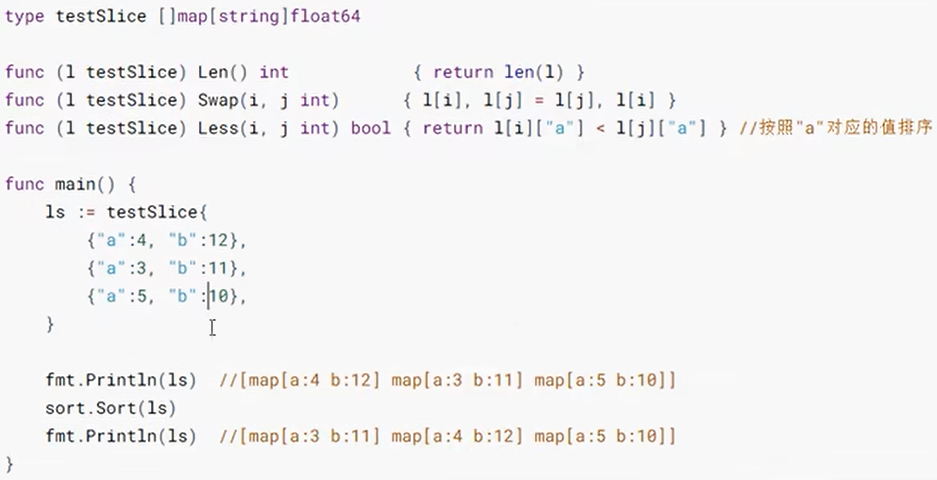 type testSlice []map[string]float64
func (l testSlice) Len() int { return len(l) }
func (l testSlice) Swap(i, j int) { l[i], l[j] = l[j], l[i] }
func (l testSlice) Less(i, j int) bool { return l[i]["a"] < l[j]["a"] } //按照"a"对应的值排序
func main() {
ls := testSlice{
{"a":4, "b":12},
{"a":3, "b":11},
{"a":5, "b":10},
}
fmt.Println(ls) //[map[a:4 b:12] map[a:3 b:11] map[a:5 b:10]]
sort.Sort(ls)
fmt.Println(ls) //[map[a:3 b:11] map[a:4 b:12] map[a:5 b:10]]
}